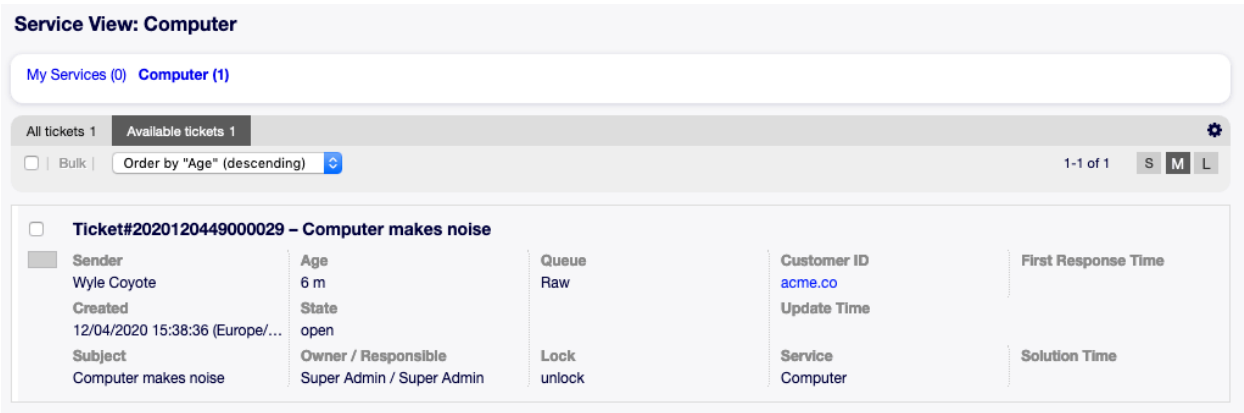 Service View: Computer
My Services (0) Computer (1)
All tickets 1 Available tickets 1
| Bulk | Order by "Age" (descending) 1-1 of 1 S M L
Ticket#2020120449000029 – Computer makes noise
Sender Age Queue Customer ID First Response Time
Wyle Coyote 6 m Raw acme.co
Created State Update Time
12/04/2020 15:38:36 (Europe/... open
Subject Owner / Responsible Lock Service Solution Time
Computer makes noise Super Admin / Super Admin unlock Computer